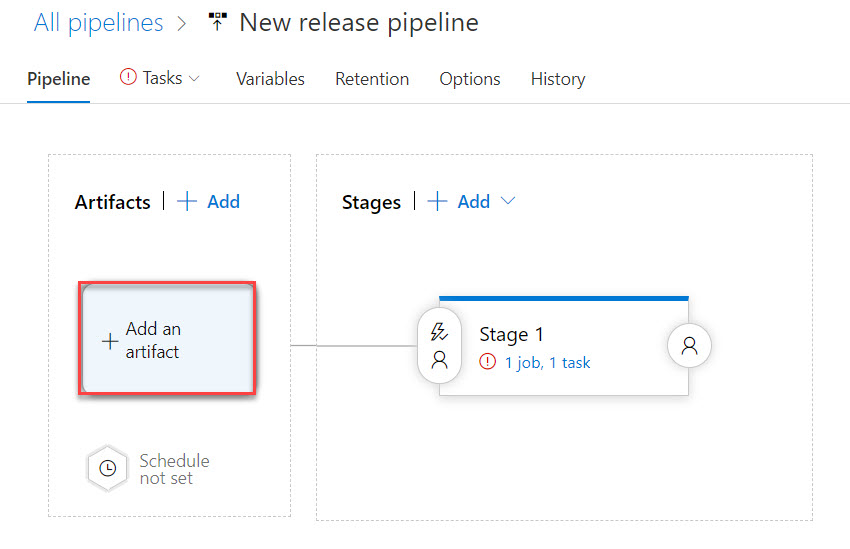 All pipelines > New release pipeline
Pipeline Tasks Variables Retention Options History
Artifacts | + Add
Stages | + Add
+ Add an
artifact
Stage 1
1 job, 1 task
Schedule
not set